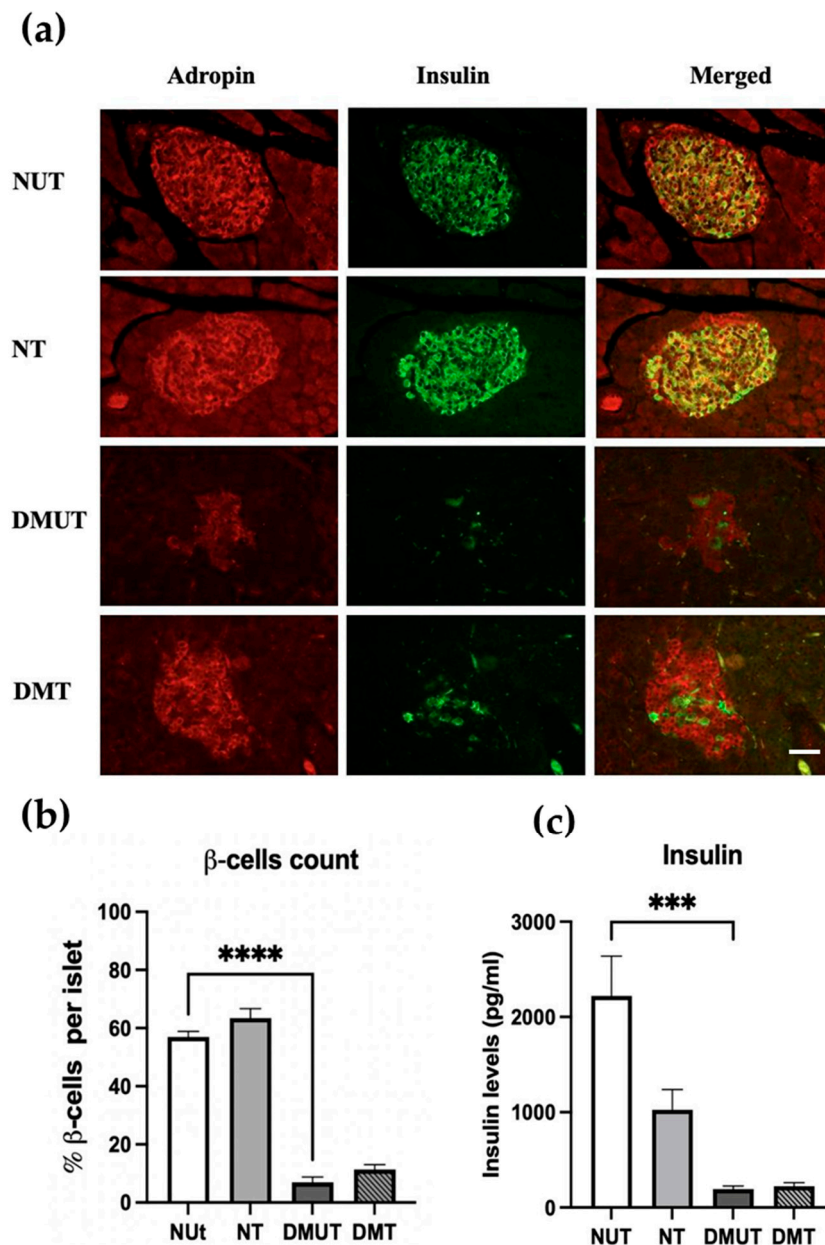 (a)
Adropin Insulin Merged
NUT
NT
DMUT
DMT
(b)
β-cells count
% β-cells per islet
100
80
60
40
20
0
****
NUt NT DMUT DMT
(c)
Insulin
Insulin levels (pg/ml)
3000
2000
1000
0
***
NUT NT DMUT DMT